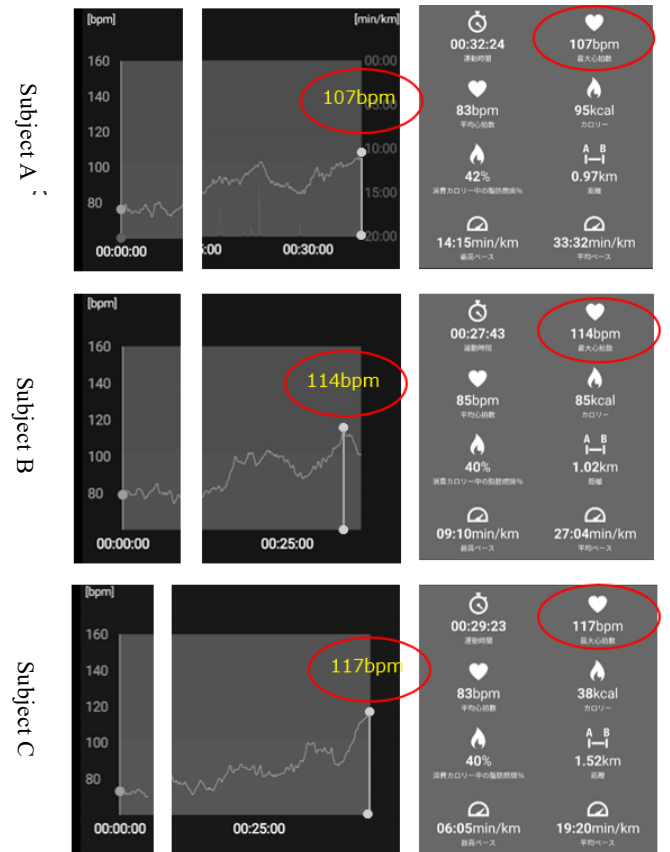 Subject A
[bpm]
[min/km]
160
140
120
100
80
00:00
05:00
10:00
15:00
20:00
107bpm
00:00:00
5:00
00:30:00
00:32:24
運動時間
107bpm
最大心拍数
83bpm
平均心拍数
95kcal
カロリー
42%
消費カロリー中の脂肪燃焼%
A B
0.97km
距離
14:15min/km
最高ペース
33:32min/km
平均ペース
Subject B
[bpm]
160
140
120
100
80
114bpm
00:00:00
00:25:00
00:27:43
運動時間
114bpm
最大心拍数
85bpm
平均心拍数
85kcal
カロリー
40%
消費カロリー中の脂肪燃焼%
A B
1.02km
距離
09:10min/km
最高ペース
27:04min/km
平均ペース
Subject C
[bpm]
160
140
120
100
80
117bpm
00:00:00
00:25:00
00:29:23
運動時間
117bpm
最大心拍数
83bpm
平均心拍数
38kcal
カロリー
40%
消費カロリー中の脂肪燃焼%
A B
1.52km
距離
06:05min/km
最高ペース
19:20min/km
平均ペース